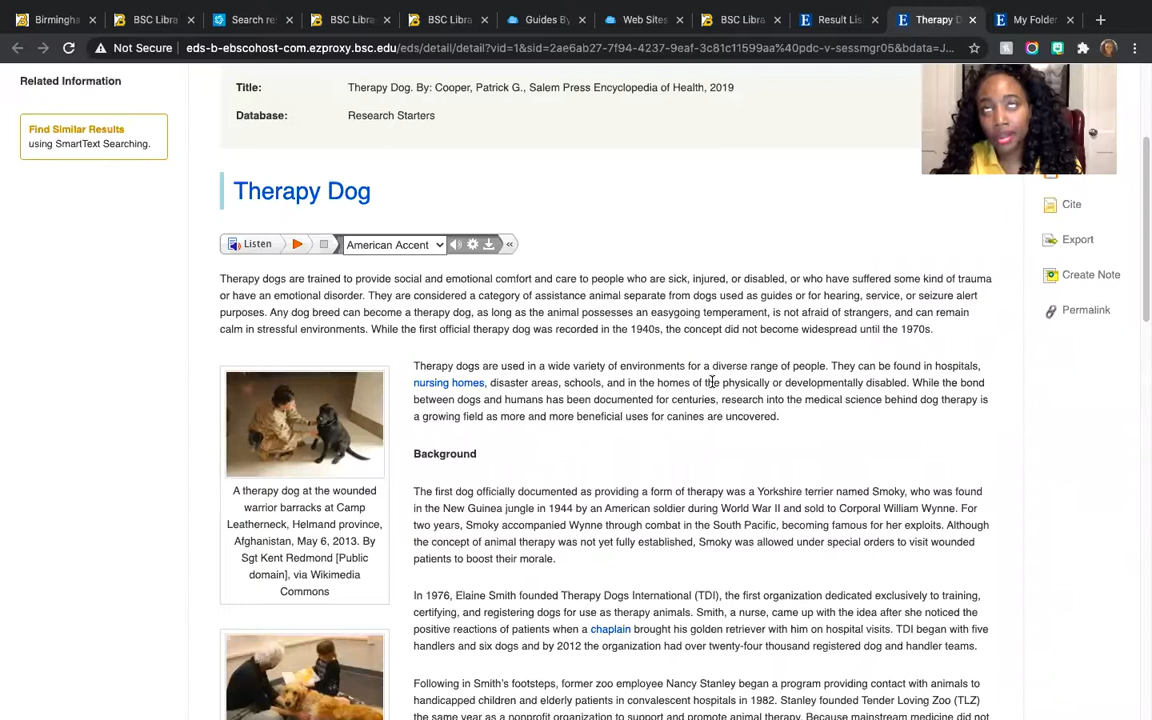 Birmingha
BSC Libra
Search re
BSC Libra
BSC Libra
Guides By
Web Sites
BSC Libra
Result Lis
Therapy D
My Folder
Not Secure
eds-b-ebscohost-com.ezproxy.bsc.edu/eds/detail/detail?vid=1&sid=2ae6ab27-7f94-4237-9eaf-3c81c11599aa%40pdc-v-sessmgr05&bdata=J...
Related Information
Find Similar Results
using SmartText Searching.
Title: Therapy Dog. By: Cooper, Patrick G., Salem Press Encyclopedia of Health, 2019
Database: Research Starters
Therapy Dog
Listen
American Accent
«
Cite
Export
Create Note
Permalink
Therapy dogs are trained to provide social and emotional comfort and care to people who are sick, injured, or disabled, or who have suffered some kind of trauma
or have an emotional disorder. They are considered a category of assistance animal separate from dogs used as guides or for hearing, service, or seizure alert
purposes. Any dog breed can become a therapy dog, as long as the animal possesses an easygoing temperament, is not afraid of strangers, and can remain
calm in stressful environments. While the first official therapy dog was recorded in the 1940s, the concept did not become widespread until the 1970s.
Therapy dogs are used in a wide variety of environments for a diverse range of people. They can be found in hospitals,
nursing homes, disaster areas, schools, and in the homes of the physically or developmentally disabled. While the bond
between dogs and humans has been documented for centuries, research into the medical science behind dog therapy is
a growing field as more and more beneficial uses for canines are uncovered.
A therapy dog at the wounded
warrior barracks at Camp
Leatherneck, Helmand province,
Afghanistan, May 6, 2013. By
Sgt Kent Redmond [Public
domain], via Wikimedia
Commons
Background
The first dog officially documented as providing a form of therapy was a Yorkshire terrier named Smoky, who was found
in the New Guinea jungle in 1944 by an American soldier during World War II and sold to Corporal William Wynne. For
two years, Smoky accompanied Wynne through combat in the South Pacific, becoming famous for her exploits. Although
the concept of animal therapy was not yet fully established, Smoky was allowed under special orders to visit wounded
patients to boost their morale.
In 1976, Elaine Smith founded Therapy Dogs International (TDI), the first organization dedicated exclusively to training,
certifying, and registering dogs for use as therapy animals. Smith, a nurse, came up with the idea after she noticed the
positive reactions of patients when a chaplain brought his golden retriever with him on hospital visits. TDI began with five
handlers and six dogs and by 2012 the organization had over twenty-four thousand registered dog and handler teams.
Following in Smith's footsteps, former zoo employee Nancy Stanley began a program providing contact with animals to
handicapped children and elderly patients in convalescent hospitals in 1982. Stanley founded Tender Loving Zoo (TLZ)
the same year as a nonprofit organization to support and promote animal therapy. Because mainstream medicine did not